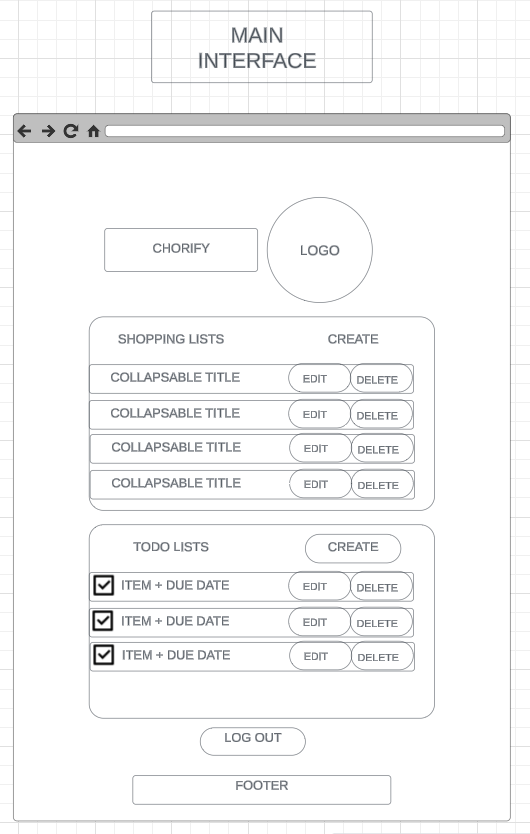 MAIN
INTERFACE
CHORIFY
LOGO
SHOPPING LISTS CREATE
COLLAPSABLE TITLE EDIT DELETE
COLLAPSABLE TITLE EDIT DELETE
COLLAPSABLE TITLE EDIT DELETE
COLLAPSABLE TITLE EDIT DELETE
TODO LISTS CREATE
ITEM + DUE DATE EDIT DELETE
ITEM + DUE DATE EDIT DELETE
ITEM + DUE DATE EDIT DELETE
LOG OUT
FOOTER